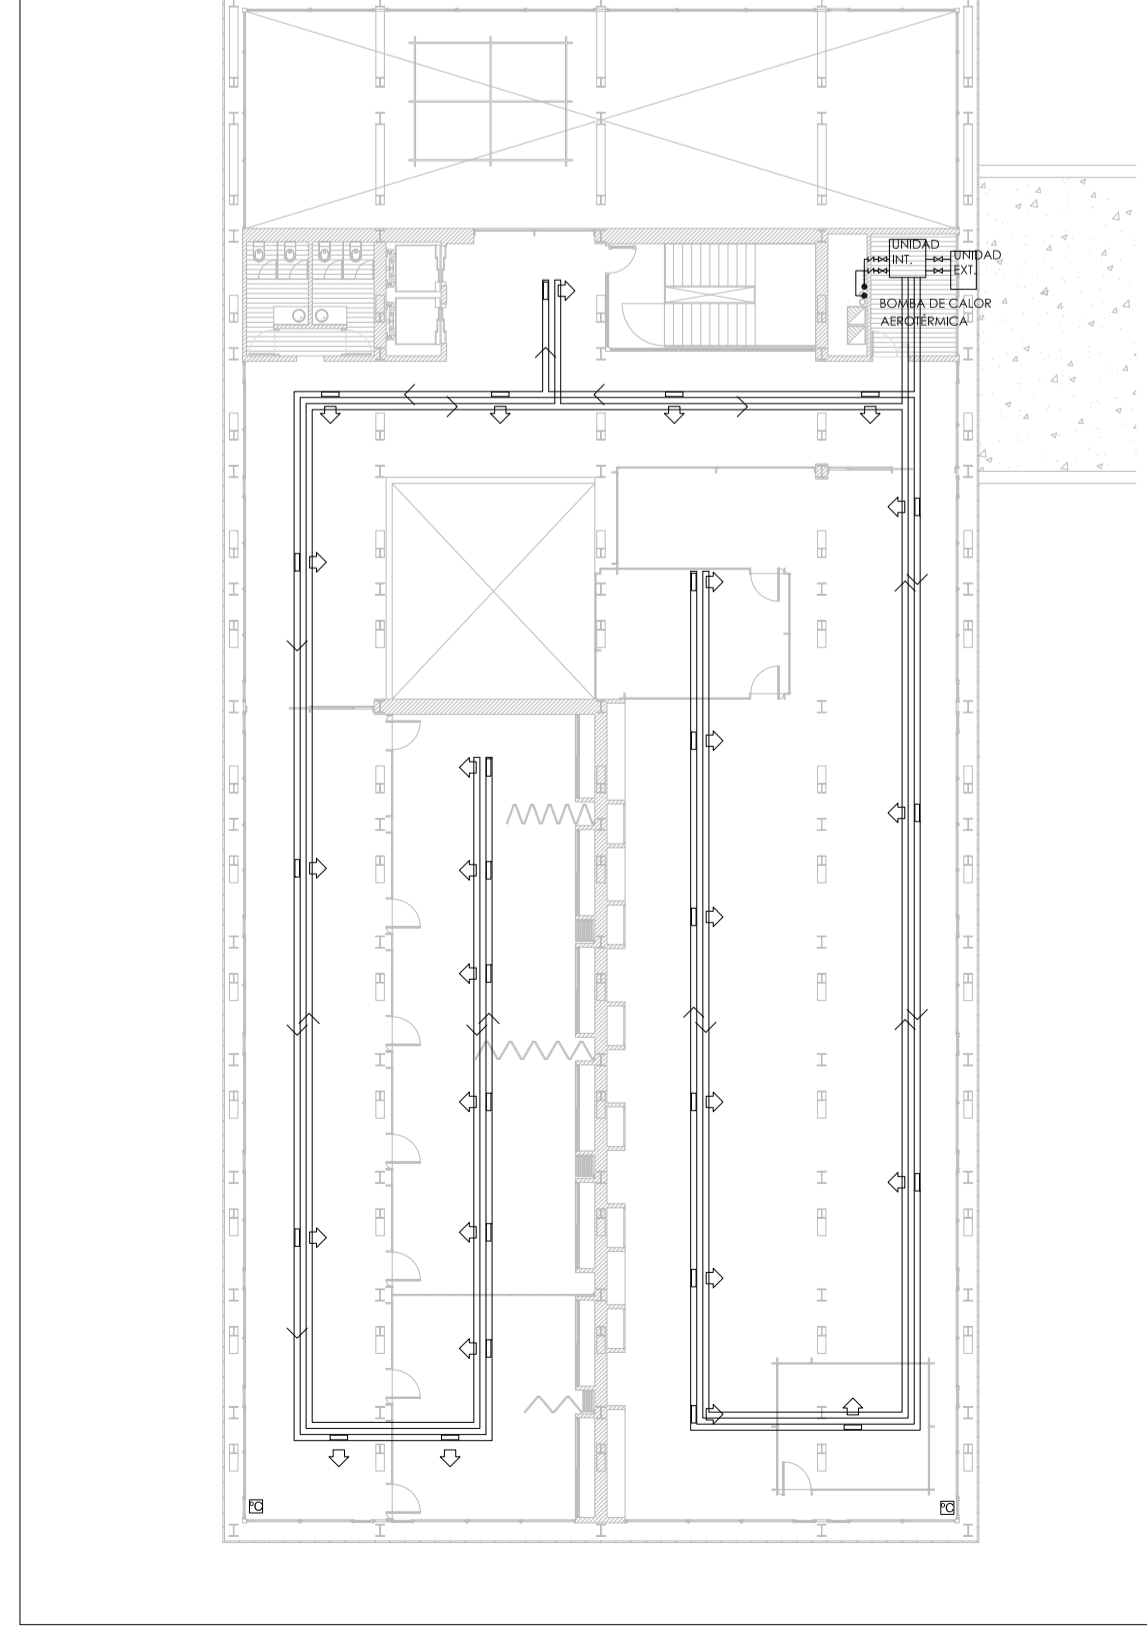 UNIDAD
INT.
UNIDAD
EXT.
BOMBA DE CALOR
AEROTÉRMICA
ºC
ºC